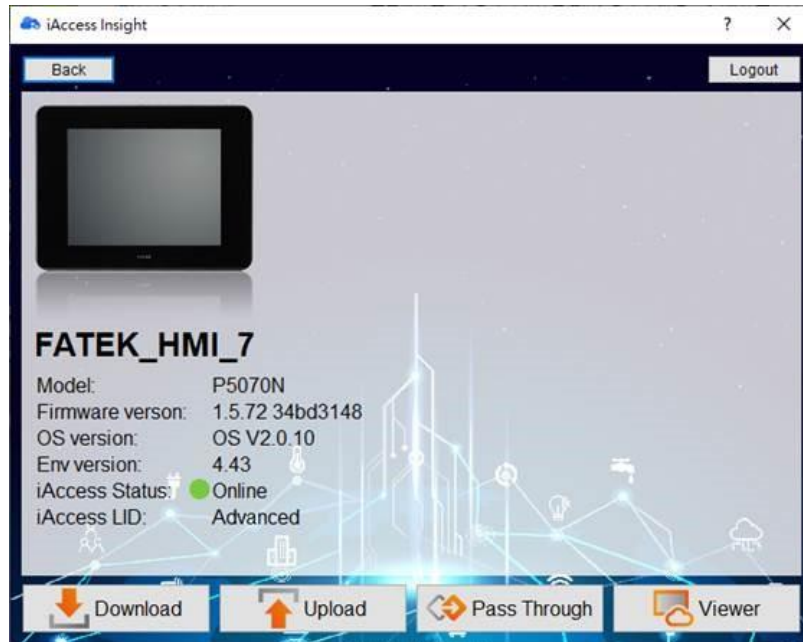 iAccess Insight
Back
Logout
FATEK_HMI_7
Model: P5070N
Firmware verson: 1.5.72 34bd3148
OS version: OS V2.0.10
Env version: 4.43
iAccess Status: Online
iAccess LID: Advanced
Download
Upload
Pass Through
Viewer